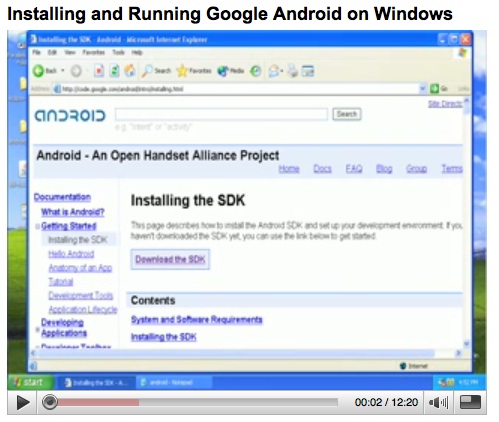 Installing and Running Google Android on Windows
Installing the SDK - Android - Microsoft Internet Explorer
File Edit View Favorites Tools Help
Back Search Favorites Media
Address http://code.google.com/android/intro/installing.html Go Links
Site Direct
ANDROID Search
e.g. "intent" or "activity"
Android - An Open Handset Alliance Project
Home Docs FAQ Blog Group Terms
Documentation
What is Android?
Getting Started
Installing the SDK
Hello Android
Anatomy of an App
Tutorial
Development Tools
Application Lifecycle
Developing
Applications
Developer Toolbox
Installing the SDK
This page describes how to install the Android SDK and set up your development environment. If you
haven't downloaded the SDK yet, you can use the link below to get started.
Download the SDK
Contents
System and Software Requirements
Installing the SDK
Internet
start Installing the SDK - A... android - Notepad 4:52 PM
00:02 / 12:20